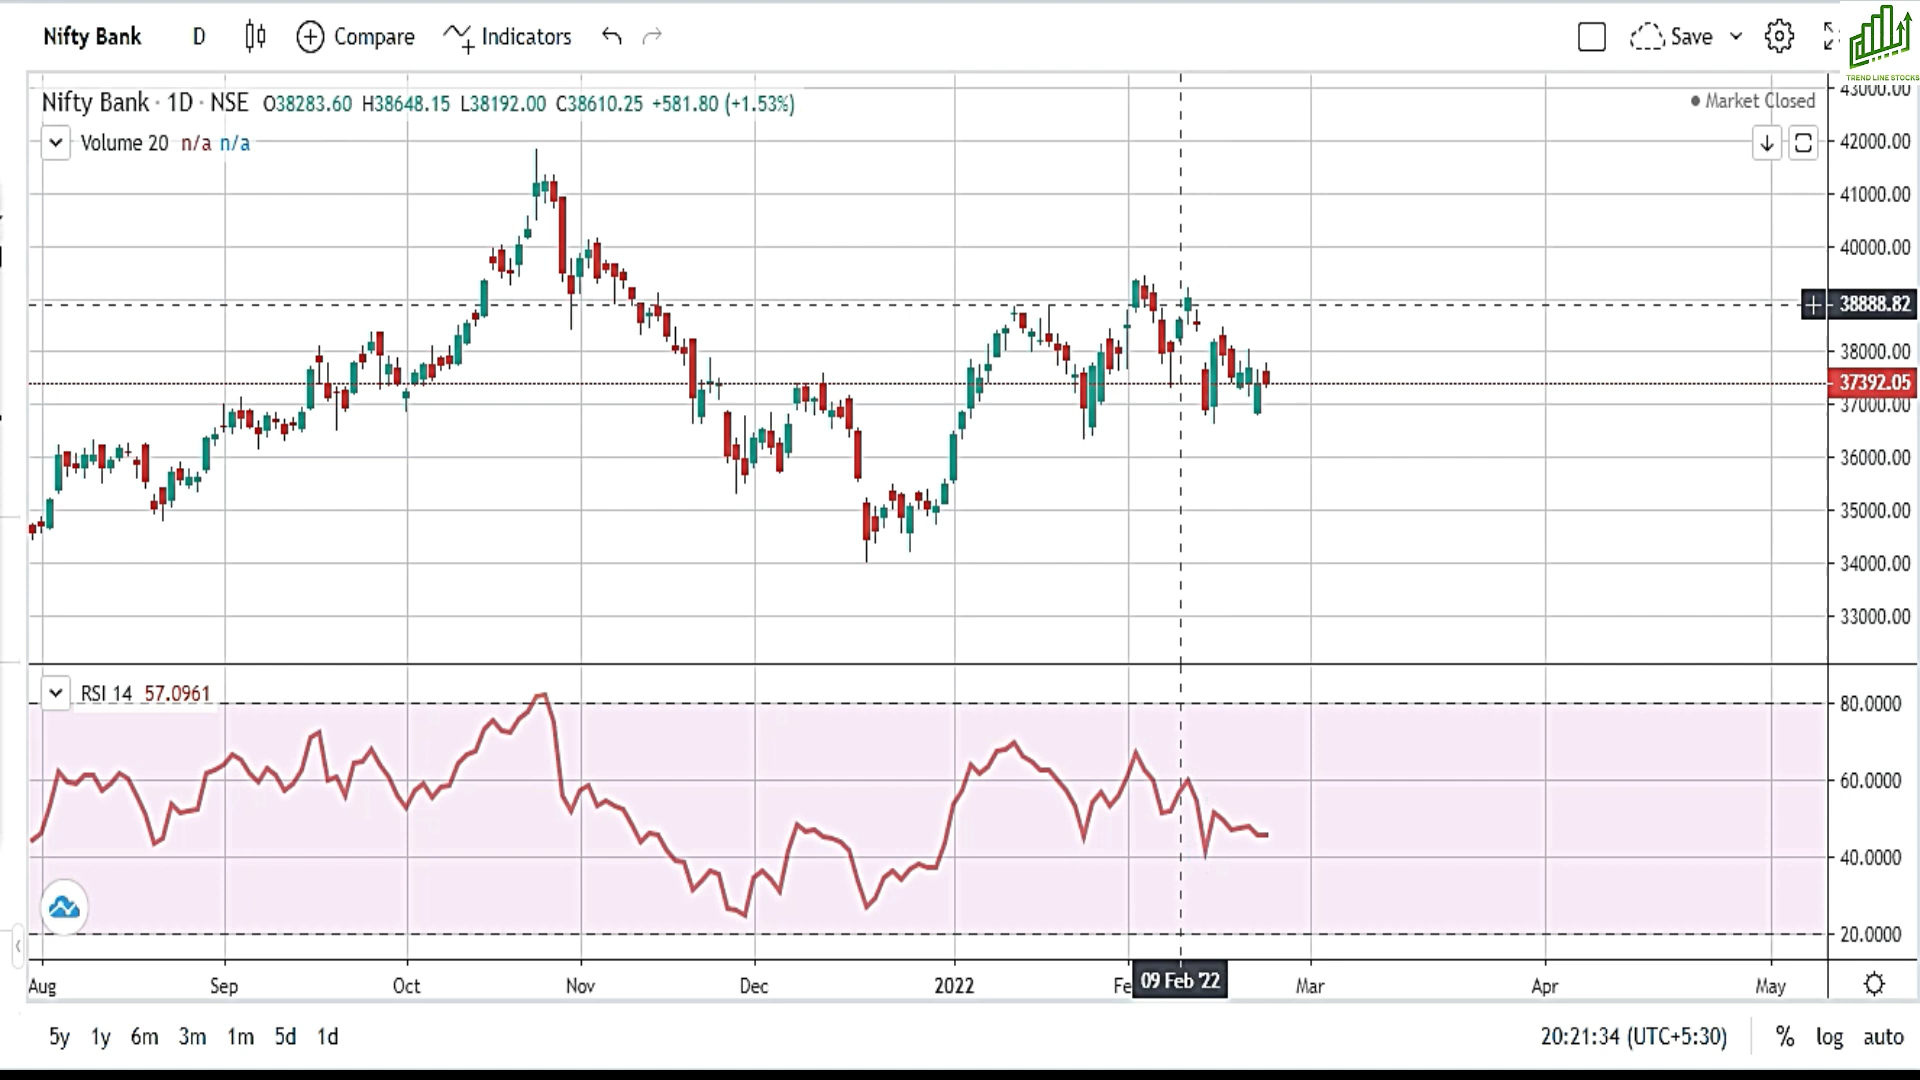 Nifty Bank D Compare Indicators Save
TREND LINE STOCKS
Nifty Bank · 1D · NSE O38283.60 H38648.15 L38192.00 C38610.25 +581.80 (+1.53%)
Market Closed
Volume 20 n/a n/a
43000.00
42000.00
41000.00
40000.00
38888.82
38000.00
37392.05
37000.00
36000.00
35000.00
34000.00
33000.00
RSI 14 57.0961
80.0000
60.0000
40.0000
20.0000
Aug Sep Oct Nov Dec 2022 Fe 09 Feb '22 Mar Apr May
5y 1y 6m 3m 1m 5d 1d 20:21:34 (UTC+5:30) % log auto